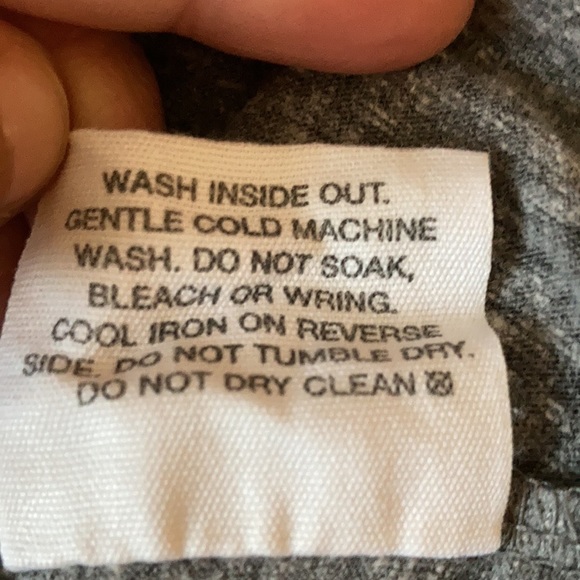 WASH INSIDE OUT.
GENTLE COLD MACHINE
WASH. DO NOT SOAK,
BLEACH OR WRING.
COOL IRON ON REVERSE
SIDE. DO NOT TUMBLE DRY.
DO NOT DRY CLEAN